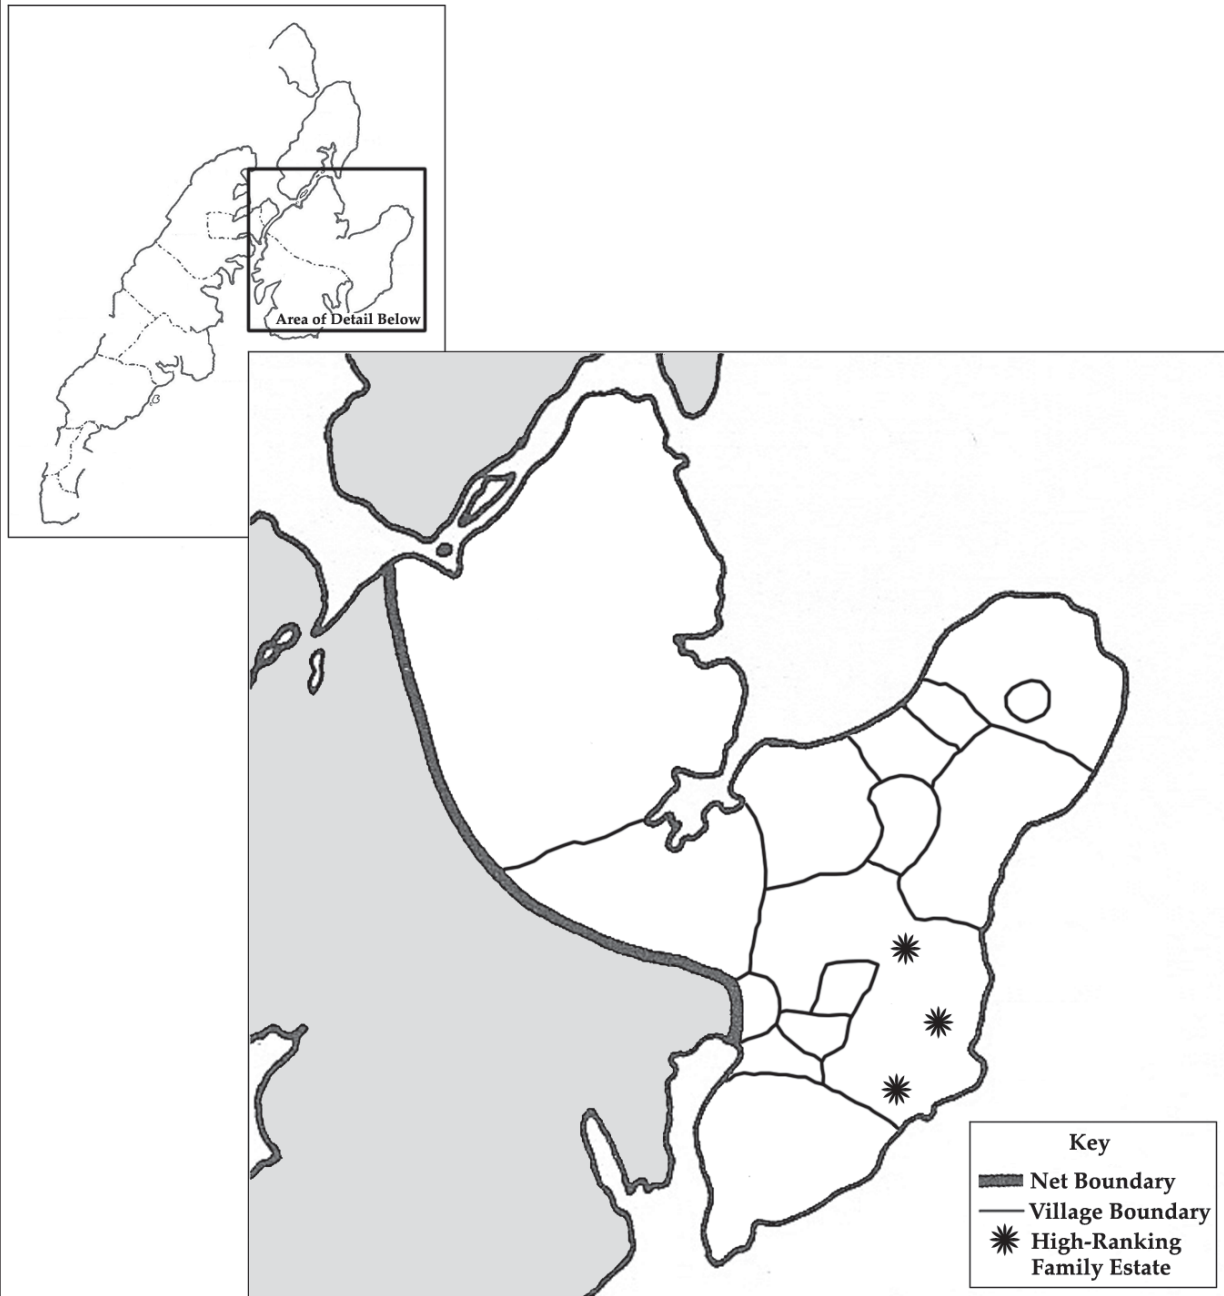 Area of Detail Below
Key
Net Boundary
Village Boundary
High-Ranking
Family Estate